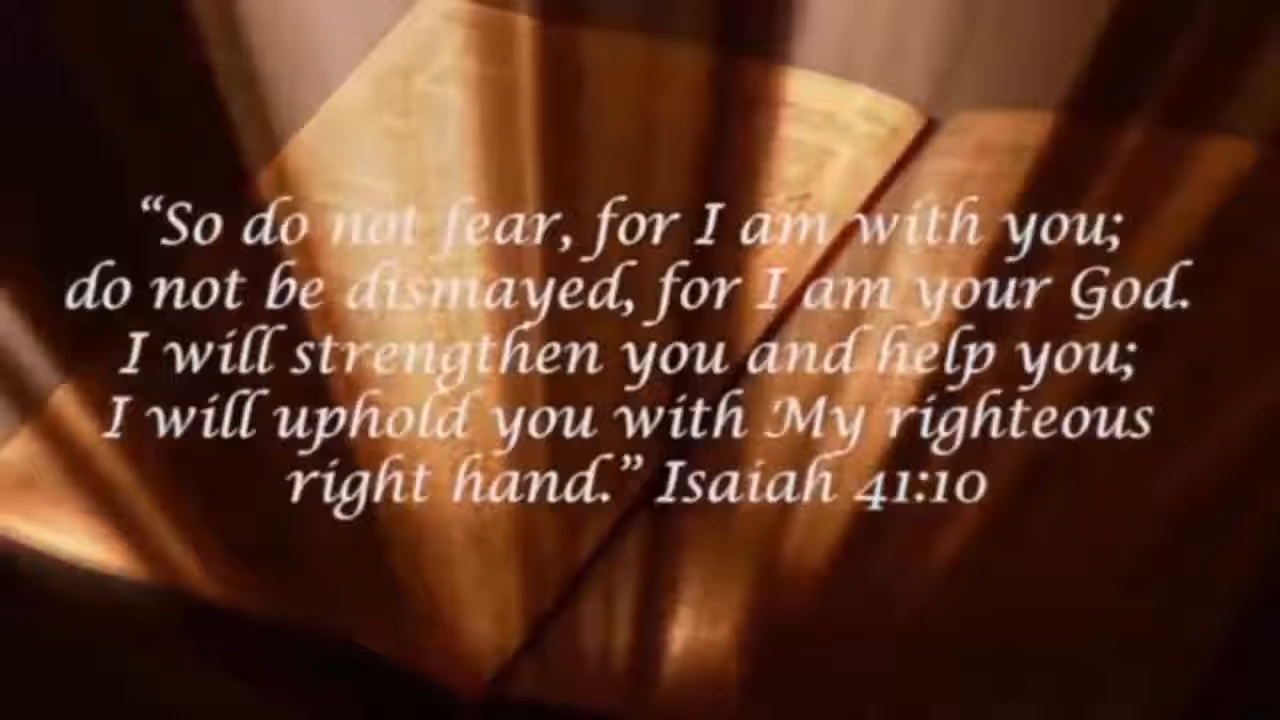 “So do not fear, for I am with you;
do not be dismayed, for I am your God.
I will strengthen you and help you;
I will uphold you with My righteous
right hand.” Isaiah 41:10